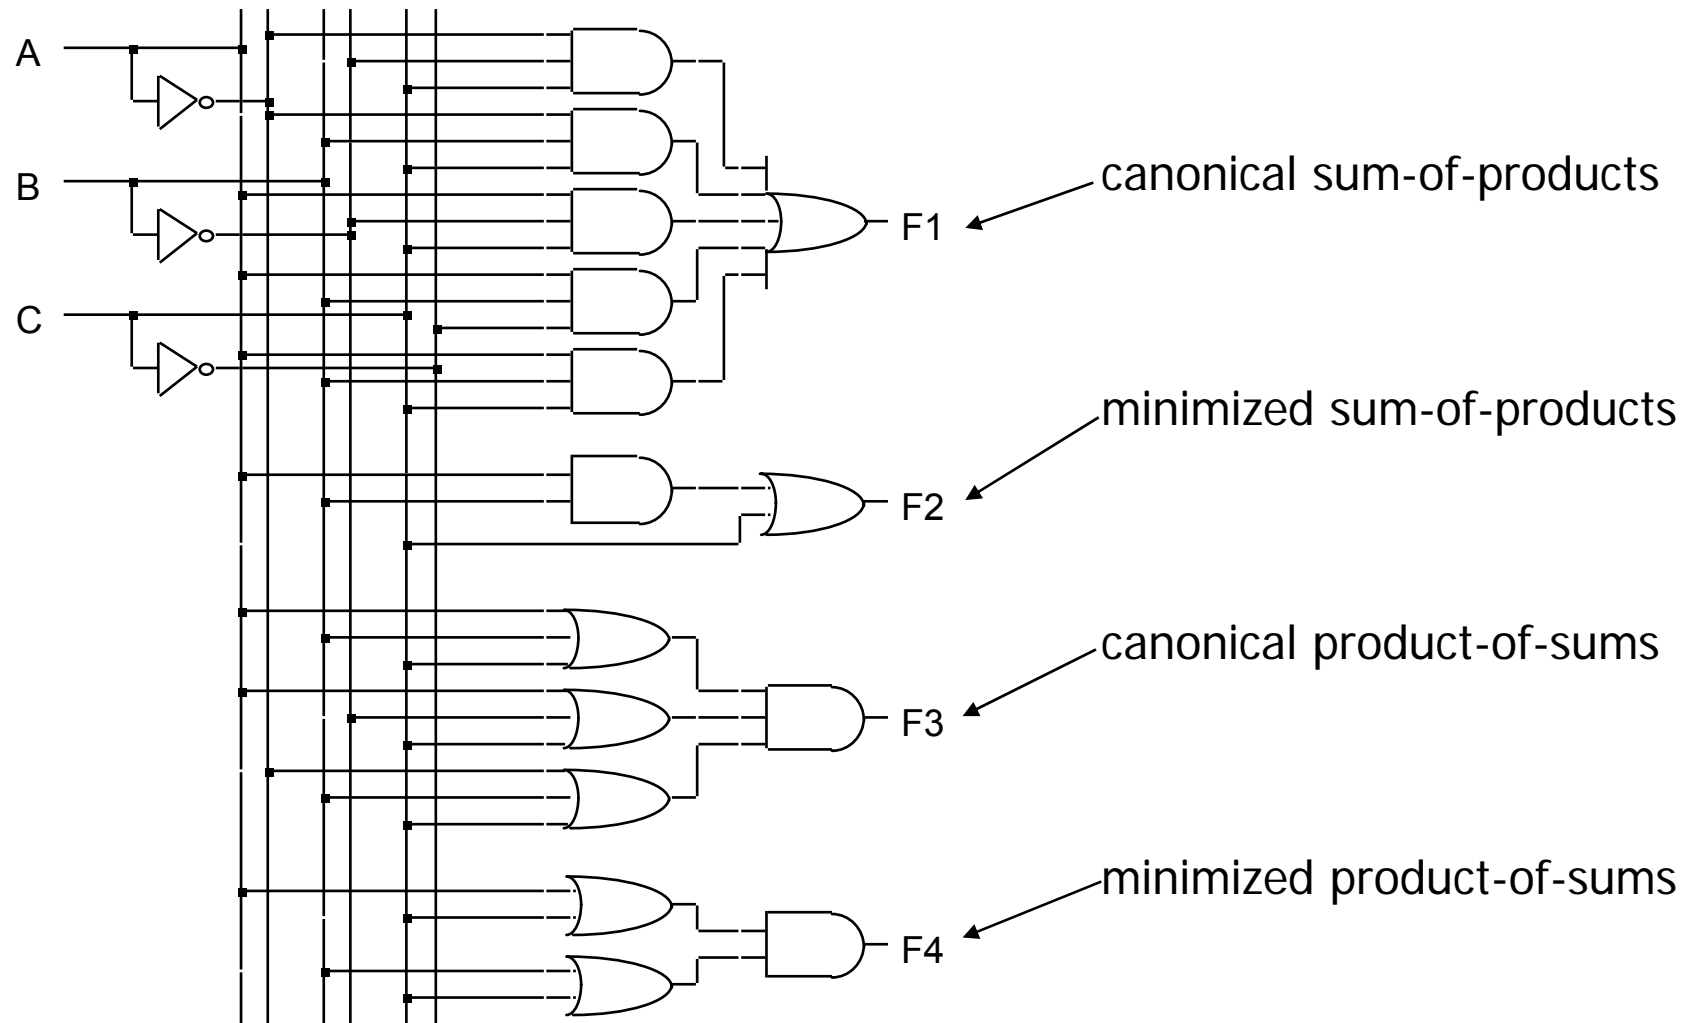 A
canonical sum-of-products
B
F1
C
minimized sum-of-products
F2
canonical product-of-sums
F3
minimized product-of-sums
F4